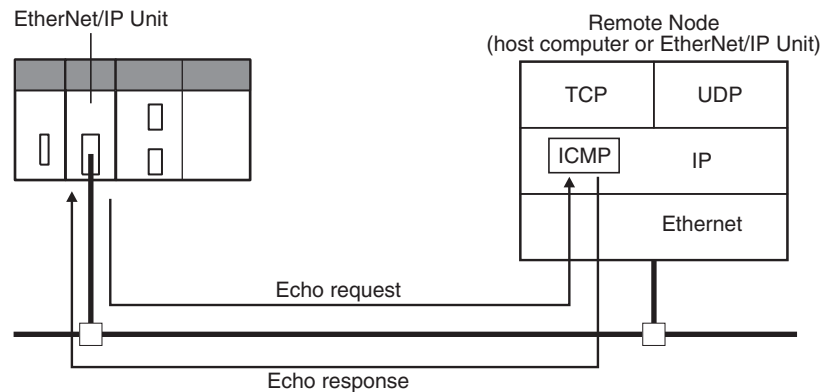 EtherNet/IP Unit
Remote Node
(host computer or EtherNet/IP Unit)
TCP
UDP
ICMP
IP
Ethernet
Echo request
Echo response